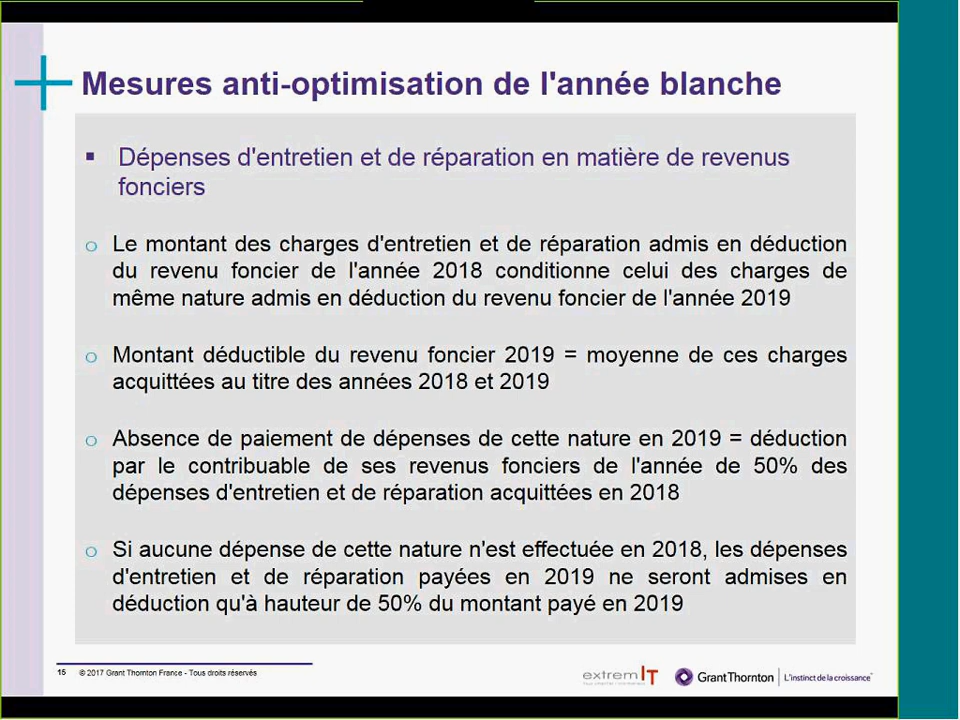 Mesures anti-optimisation de l'année blanche
▪ Dépenses d'entretien et de réparation en matière de revenus
fonciers
o Le montant des charges d'entretien et de réparation admis en déduction
du revenu foncier de l'année 2018 conditionne celui des charges de
même nature admis en déduction du revenu foncier de l'année 2019
o Montant déductible du revenu foncier 2019 = moyenne de ces charges
acquittées au titre des années 2018 et 2019
o Absence de paiement de dépenses de cette nature en 2019 = déduction
par le contribuable de ses revenus fonciers de l'année de 50% des
dépenses d'entretien et de réparation acquittées en 2018
o Si aucune dépense de cette nature n'est effectuée en 2018, les dépenses
d'entretien et de réparation payées en 2019 ne seront admises en
déduction qu'à hauteur de 50% du montant payé en 2019
15 © 2017 Grant Thornton France - Tous droits réservés
extremIT
GrantThornton
L'instinct de la croissance